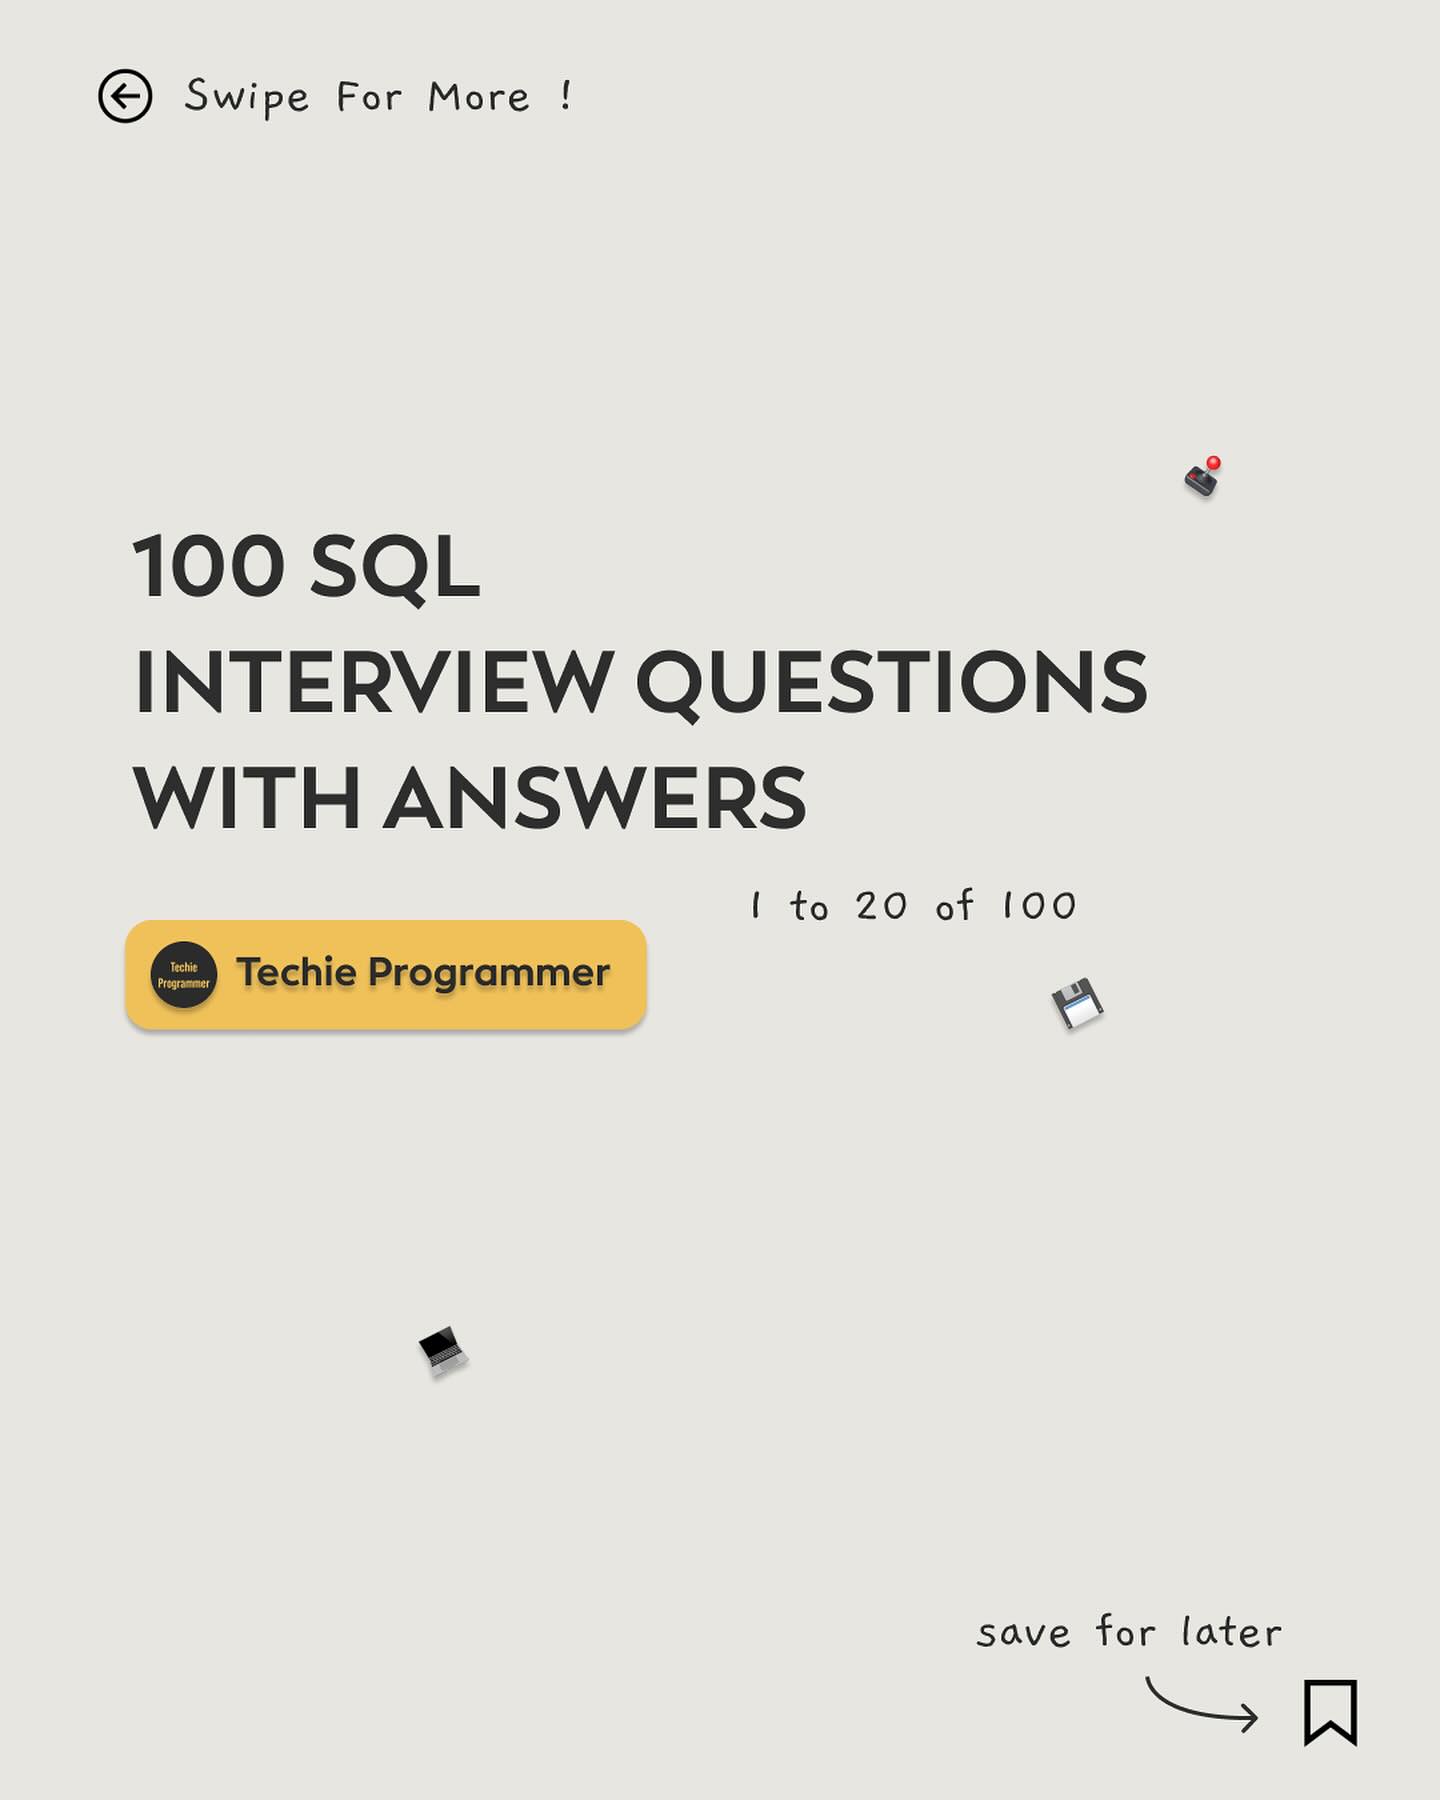 Swipe For More !
100 SQL
INTERVIEW QUESTIONS
WITH ANSWERS
1 to 20 of 100
Techie
Programmer
Techie Programmer
save for later